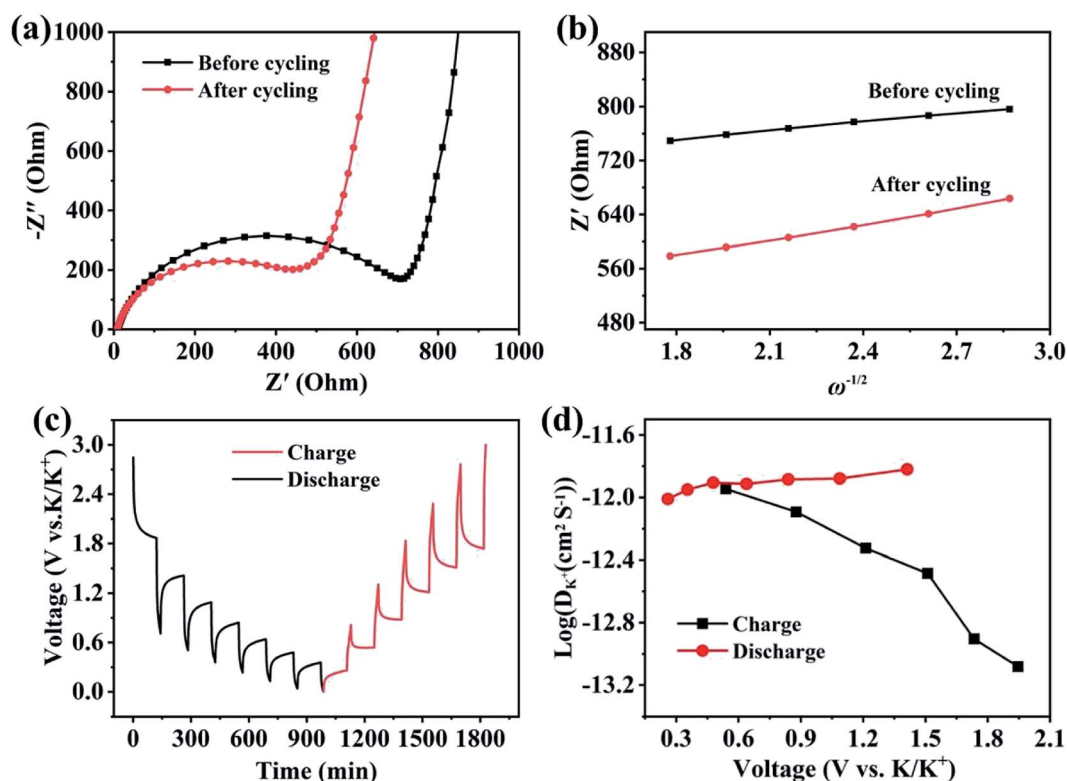 (a)
1000
800
600
400
200
0
-Z″ (Ohm)
Before cycling
After cycling
0 200 400 600 800 1000
Z′ (Ohm)
(b)
880
800
720
640
560
480
Z′ (Ohm)
Before cycling
After cycling
1.8 2.1 2.4 2.7 3.0
ω⁻¹ᐟ²
(c)
3.0
2.4
1.8
1.2
0.6
0.0
Voltage (V vs.K/K⁺)
Charge
Discharge
0 300 600 900 1200 1500 1800
Time (min)
(d)
-11.6
-12.0
-12.4
-12.8
-13.2
Log(D_K⁺(cm² S⁻¹))
Charge
Discharge
0.3 0.6 0.9 1.2 1.5 1.8 2.1
Voltage (V vs. K/K⁺)